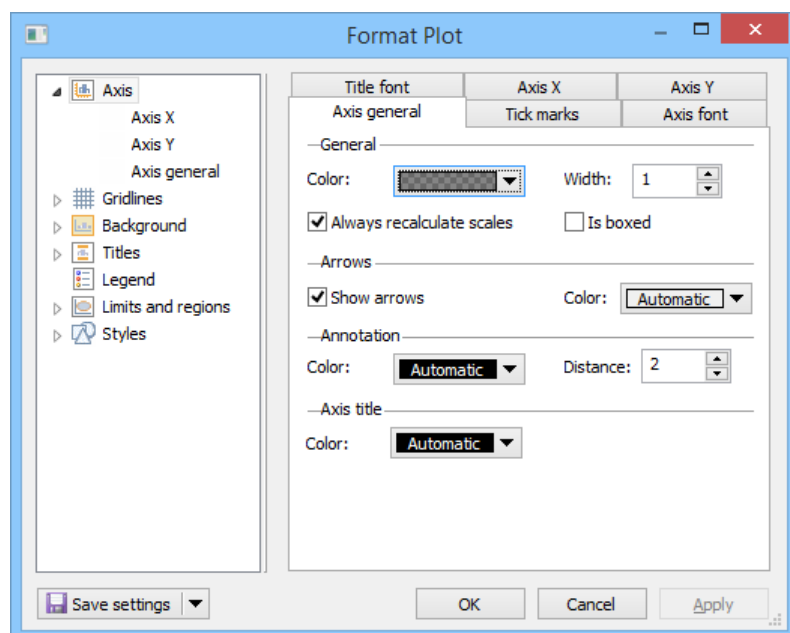 Format Plot
Axis
Axis X
Axis Y
Axis general
Gridlines
Background
Titles
Legend
Limits and regions
Styles
Title font
Axis X
Axis Y
Axis general
Tick marks
Axis font
General
Color:
Width: 1
Always recalculate scales
Is boxed
Arrows
Show arrows
Color: Automatic
Annotation
Color: Automatic
Distance: 2
Axis title
Color: Automatic
Save settings
OK
Cancel
Apply